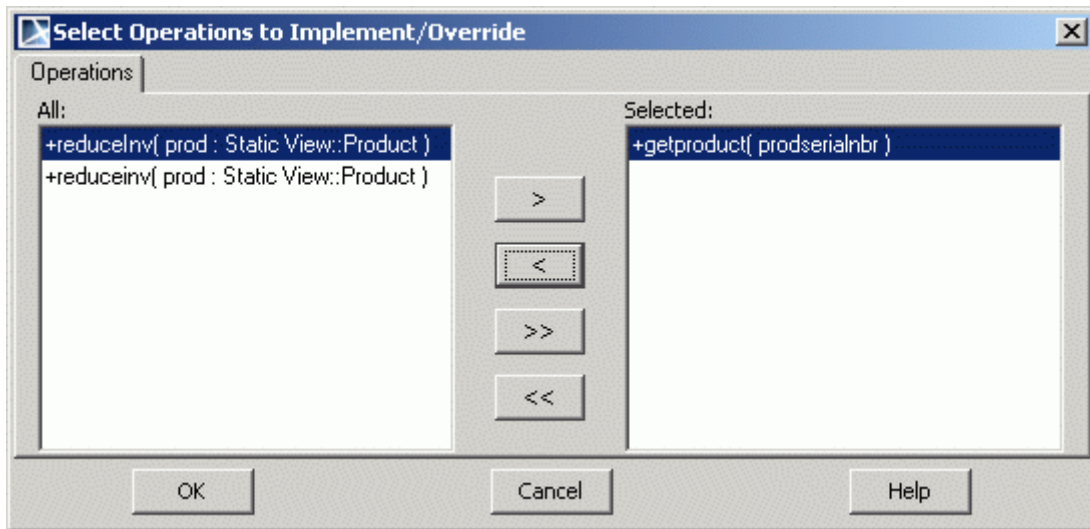 Select Operations to Implement/Override
Operations
All:
+reduceInv( prod : Static View::Product )
+reduceinv( prod : Static View::Product )
>
<
>>
<<
Selected:
+getproduct( prodserialnbr )
OK
Cancel
Help